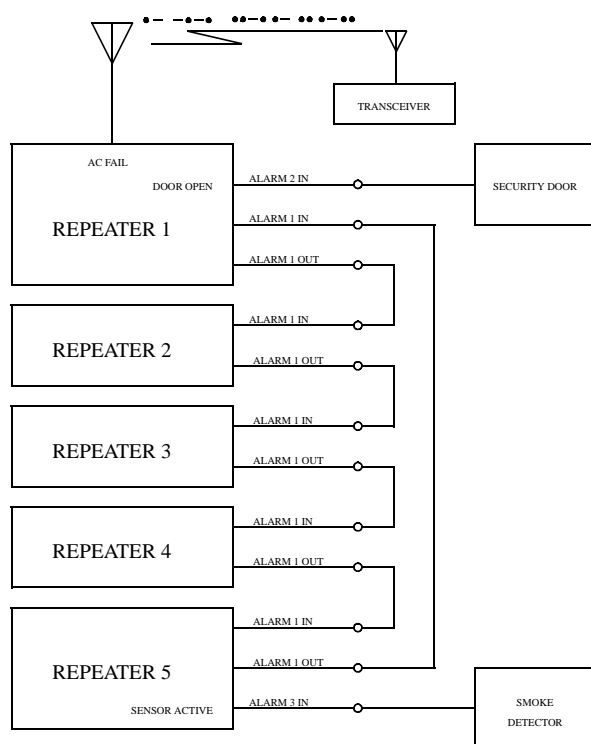 TRANSCEIVER
AC FAIL
DOOR OPEN
ALARM 2 IN
SECURITY DOOR
REPEATER 1
ALARM 1 IN
ALARM 1 OUT
ALARM 1 IN
REPEATER 2
ALARM 1 OUT
ALARM 1 IN
REPEATER 3
ALARM 1 OUT
ALARM 1 IN
REPEATER 4
ALARM 1 OUT
ALARM 1 IN
REPEATER 5
ALARM 1 OUT
SENSOR ACTIVE
ALARM 3 IN
SMOKE
DETECTOR